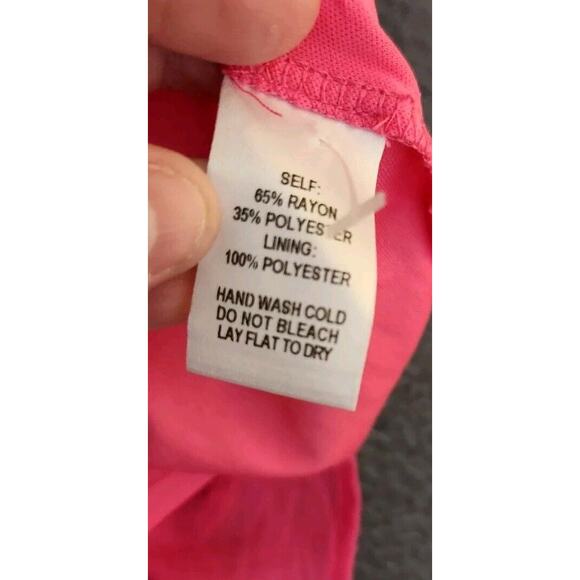 SELF:
65% RAYON
35% POLYESTER
LINING:
100% POLYESTER
HAND WASH COLD
DO NOT BLEACH
LAY FLAT TO DRY